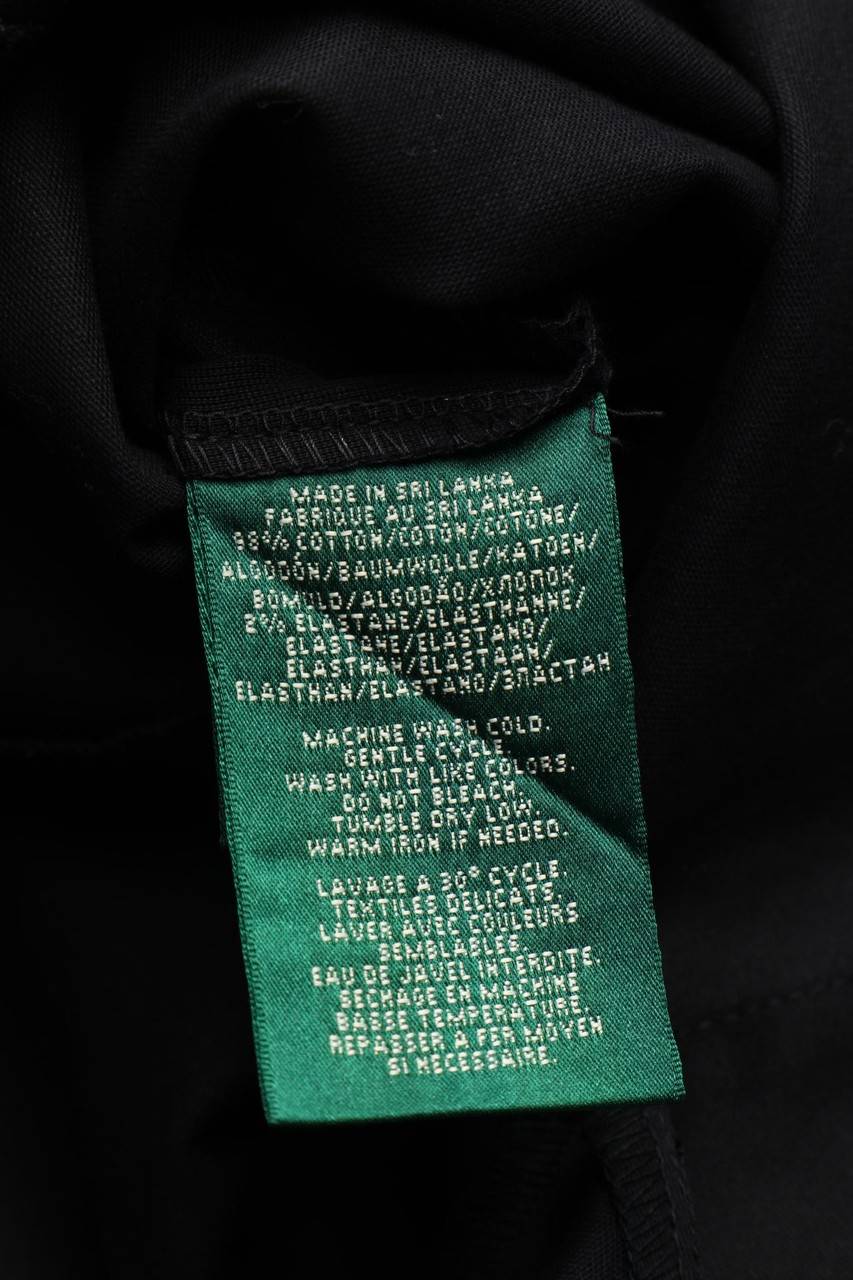 MADE IN SRI LANKA
FABRIQUE AU SRI LANKA
98% COTTON/COTON/COTONE/
ALGODÓN/BAUMWOLLE/KATOEN/
BOMULD/ALGODÃO/ХЛОПОК
2% ELASTANE/ELASTHANNE/
ELASTANE/ELASTANO/
ELASTHAN/ELASTAAN/
ELASTHAN/ELASTANO/ЭЛАСТАН
MACHINE WASH COLD.
GENTLE CYCLE.
WASH WITH LIKE COLORS.
DO NOT BLEACH.
TUMBLE DRY LOW.
WARM IRON IF NEEDED.
LAVAGE A 30° CYCLE.
TEXTILES DELICATS.
LAVER AVEC COULEURS
SEMBLABLES.
EAU DE JAVEL INTERDITE.
SECHAGE EN MACHINE
BASSE TEMPERATURE.
REPASSER A FER MOYEN
SI NECESSAIRE.